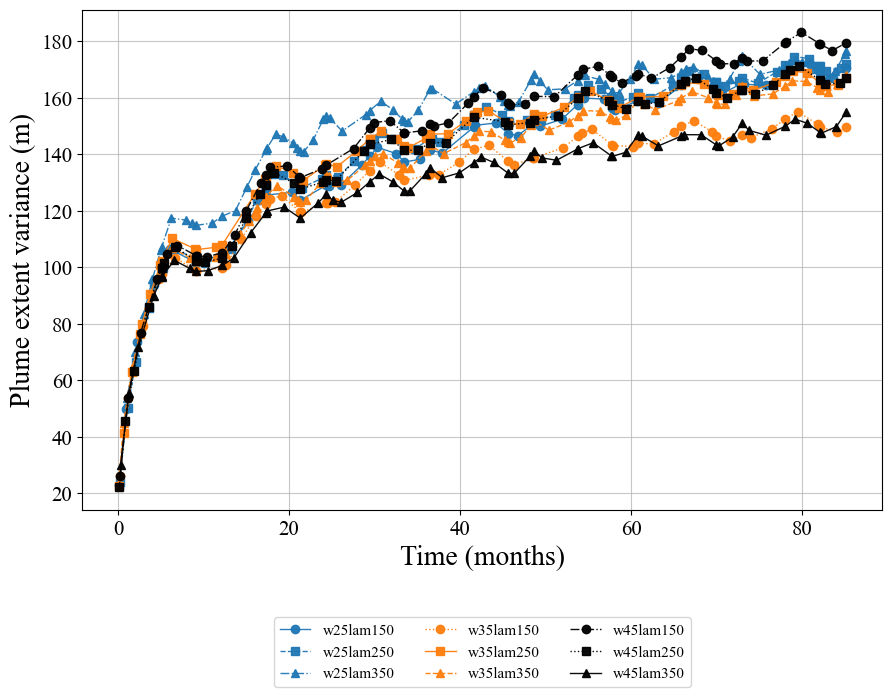 180
160
140
120
100
80
60
40
20
Plume extent variance (m)
0 20 40 60 80
Time (months)
w25lam150 w35lam150 w45lam150
w25lam250 w35lam250 w45lam250
w25lam350 w35lam350 w45lam350